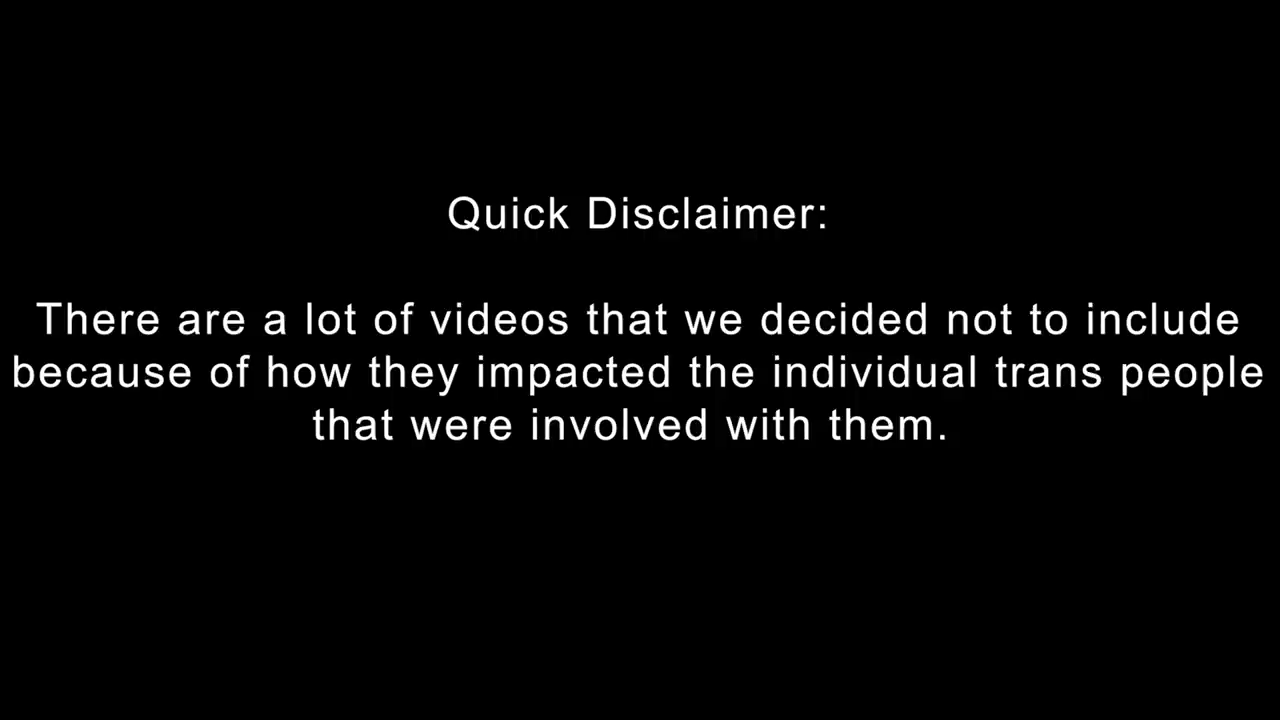 Quick Disclaimer:
There are a lot of videos that we decided not to include
because of how they impacted the individual trans people
that were involved with them.